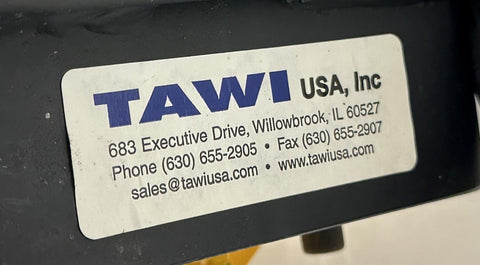 TAWI USA, Inc
683 Executive Drive, Willowbrook, IL 60527
Phone (630) 655-2905 • Fax (630) 655-2907
sales@tawiusa.com • www.tawiusa.com